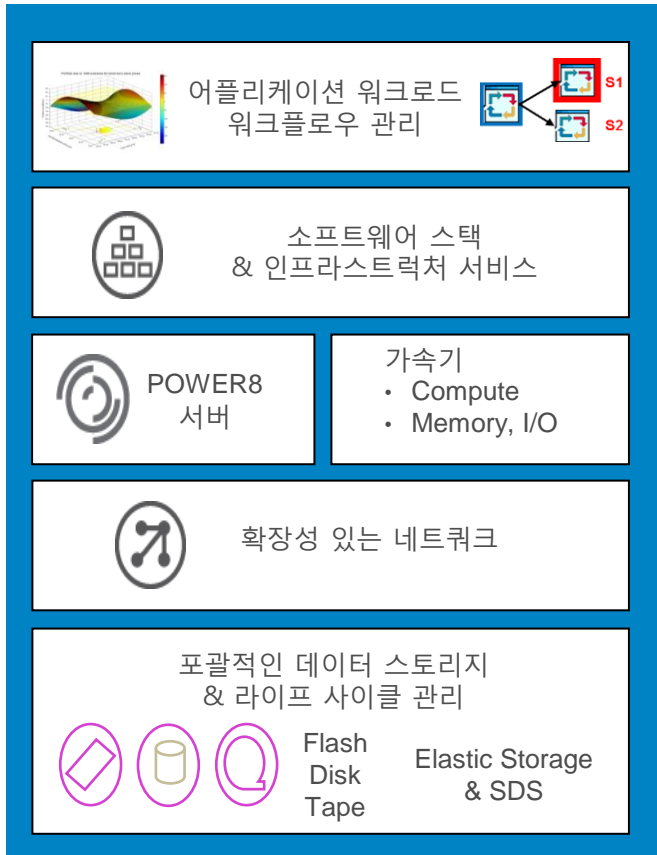 어플리케이션 워크로드
워크플로우 관리
S1
S2
소프트웨어 스택
& 인프라스트럭처 서비스
POWER8
서버
가속기
• Compute
• Memory, I/O
확장성 있는 네트쿼크
포괄적인 데이터 스토리지
& 라이프 사이클 관리
Flash
Disk
Tape
Elastic Storage
& SDS